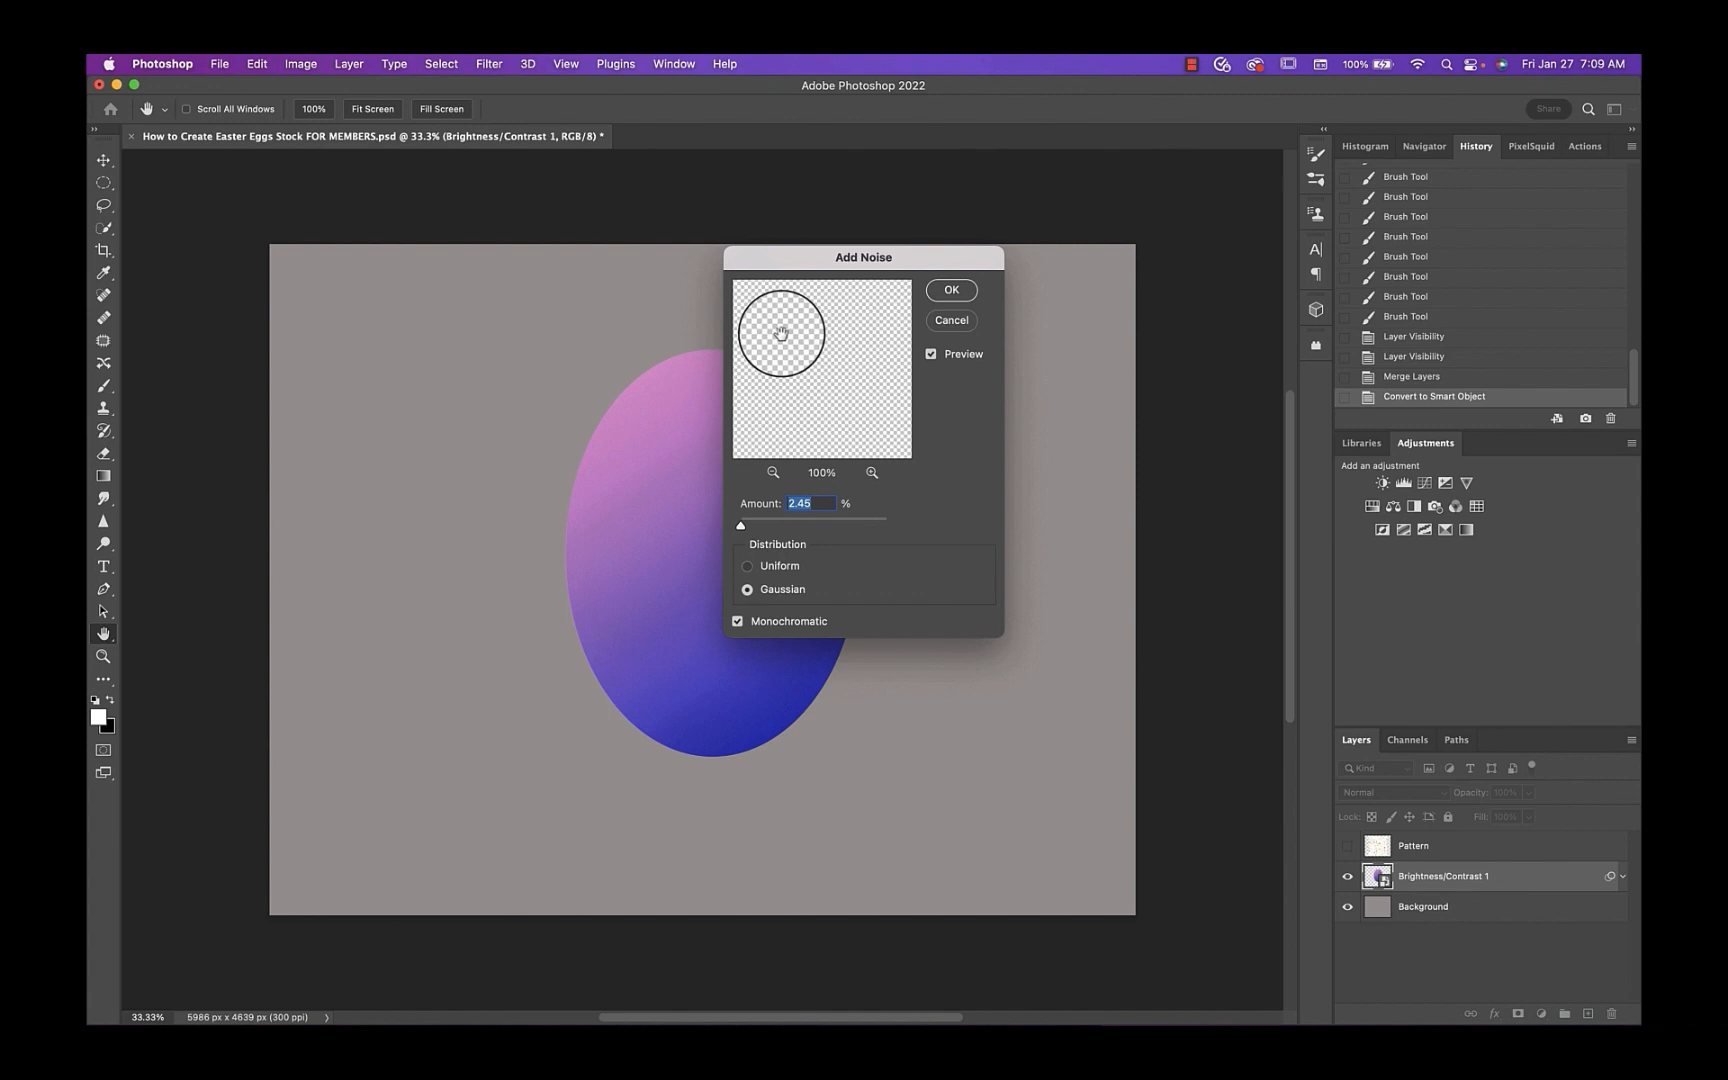 Photoshop File Edit Image Layer Type Select Filter 3D View Plugins Window Help 100% Fri Jan 27 7:09 AM
Adobe Photoshop 2022
Scroll All Windows 100% Fit Screen Fill Screen Share
How to Create Easter Eggs Stock FOR MEMBERS.psd @ 33.3% (Brightness/Contrast 1, RGB/8) *
Histogram Navigator History PixelSquid Actions
Brush Tool
Brush Tool
Brush Tool
Brush Tool
Brush Tool
Brush Tool
Brush Tool
Brush Tool
Layer Visibility
Layer Visibility
Merge Layers
Convert to Smart Object
Add Noise
OK
Cancel
Preview
100%
Amount: 2.45 %
Distribution
Uniform
Gaussian
Monochromatic
Libraries Adjustments
Add an adjustment
Layers Channels Paths
Kind
Normal Opacity: 100%
Lock: Fill: 100%
Pattern
Brightness/Contrast 1
Background
33.33% 5986 px x 4639 px (300 ppi)